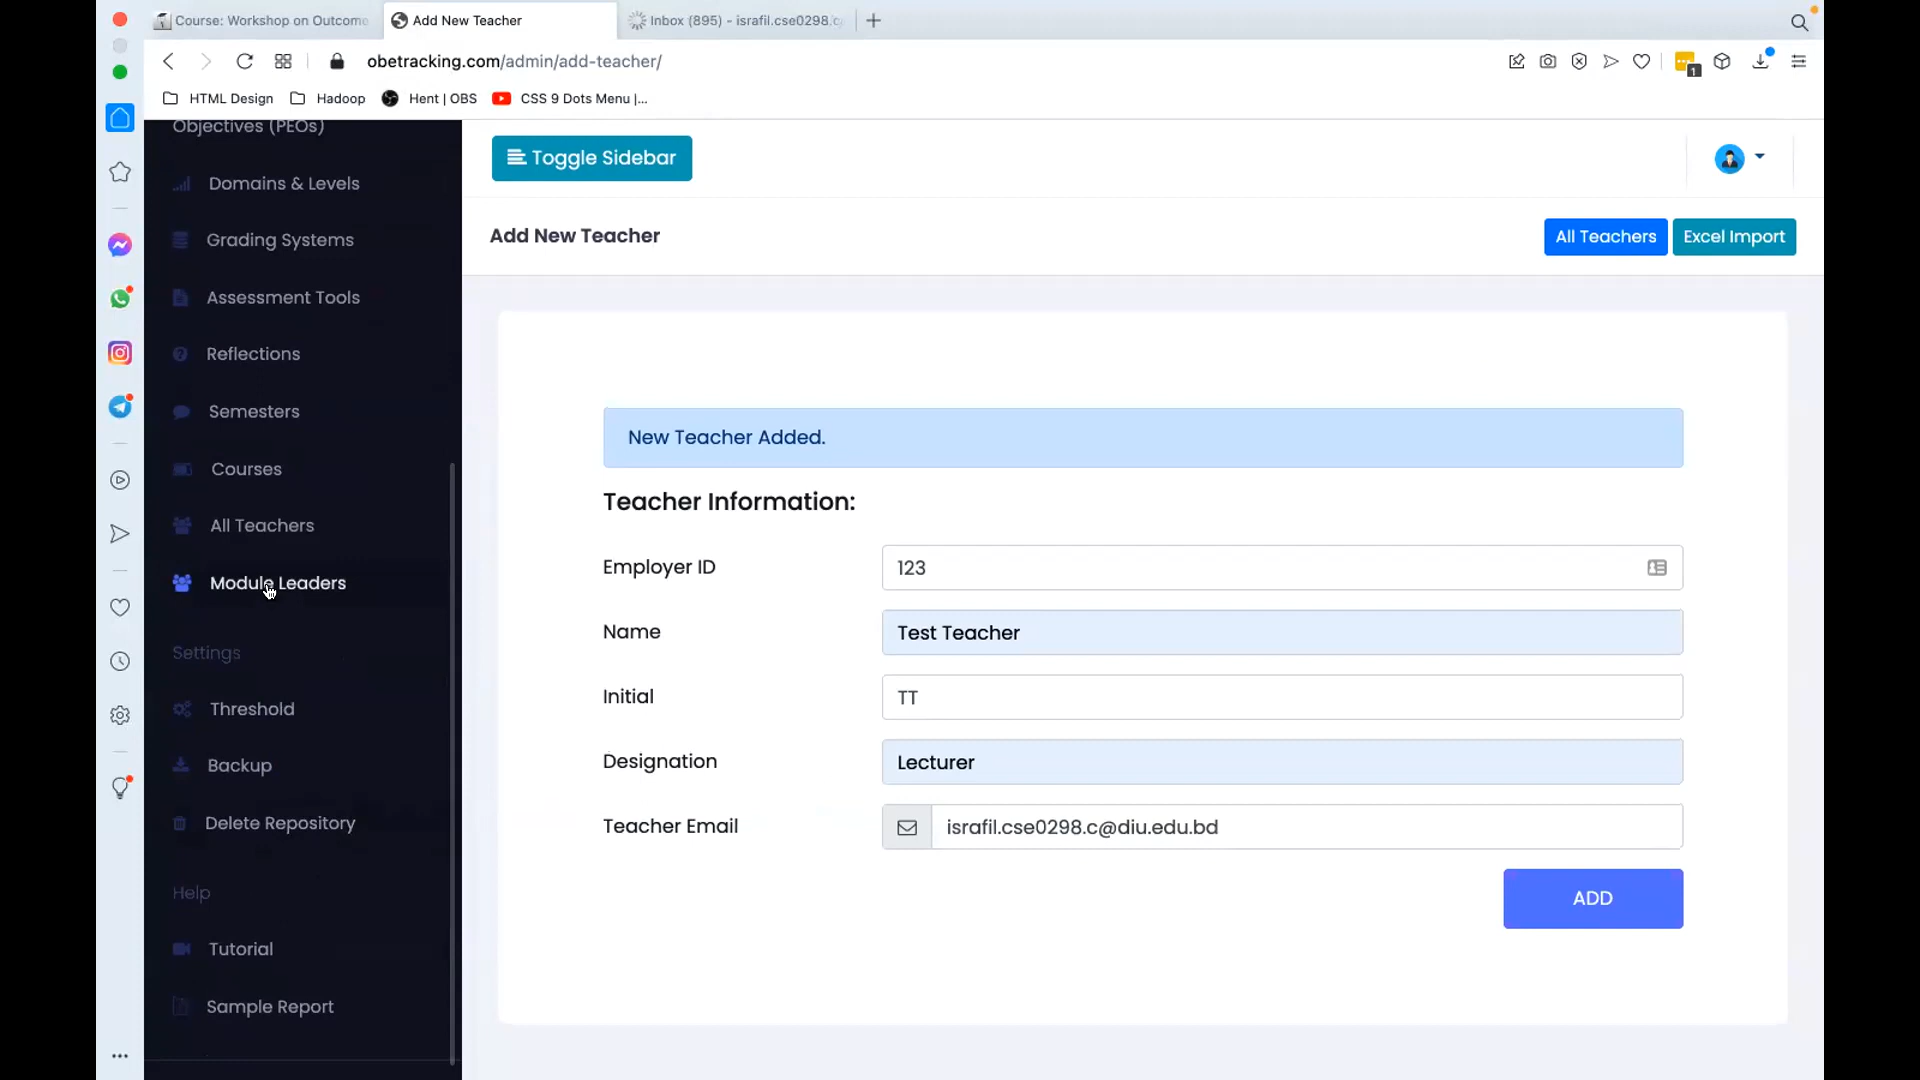 Course: Workshop on Outcome
Add New Teacher
Inbox (895) - israfil.cse0298.c
obetracking.com/admin/add-teacher/
1
HTML Design
Hadoop
Hent | OBS
CSS 9 Dots Menu |...
Objectives (PEOs)
Domains & Levels
Grading Systems
Assessment Tools
Reflections
Semesters
Courses
All Teachers
Module Leaders
Settings
Threshold
Backup
Delete Repository
Help
Tutorial
Sample Report
Toggle Sidebar
Add New Teacher
All Teachers
Excel Import
New Teacher Added.
Teacher Information:
Employer ID
123
Name
Test Teacher
Initial
TT
Designation
Lecturer
Teacher Email
israfil.cse0298.c@diu.edu.bd
ADD